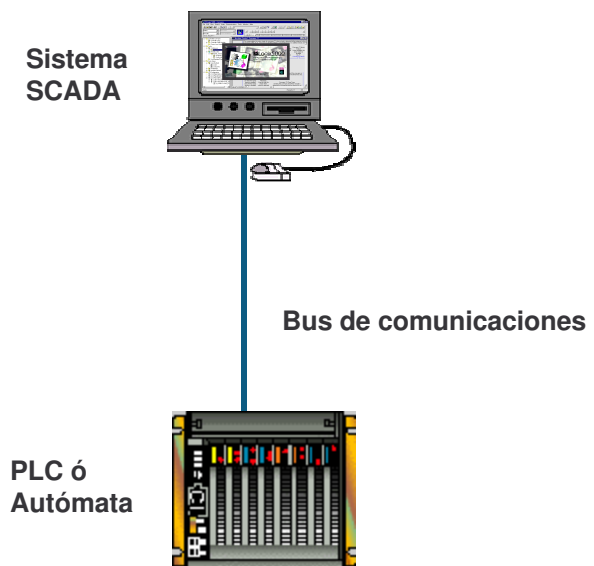 Sistema
SCADA
Bus de comunicaciones
PLC ó
Autómata